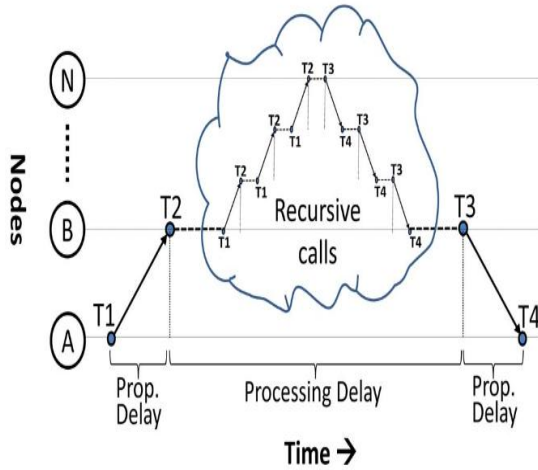 N
T2 T3
T2 T3
T1 T4
T2 T3
T1 T4
Nodes
B
T2
T1
Recursive
calls
T4
T3
A
T1
T4
Prop.
Delay
Processing Delay
Prop.
Delay
Time →